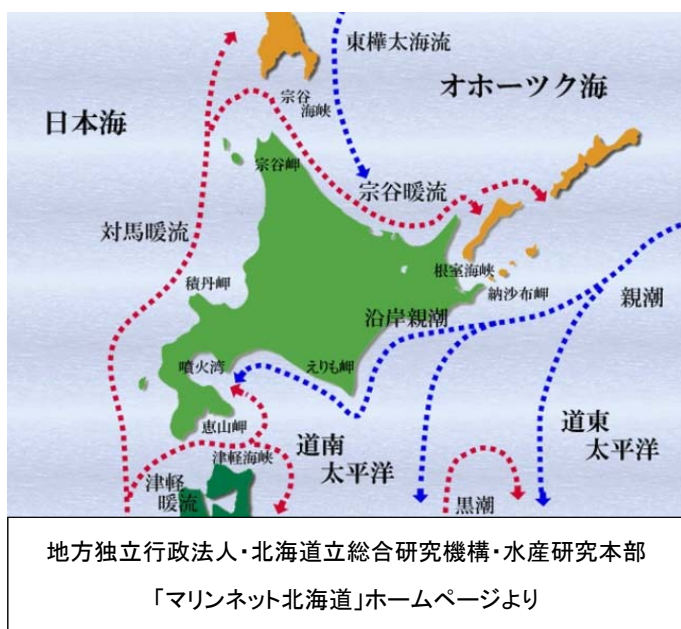 東樺太海流
オホーツク海
宗谷
海峡
日本海
宗谷岬
宗谷暖流
対馬暖流
根室海峡
積丹岬
納沙布岬
親潮
沿岸親潮
噴火湾
えりも岬
恵山岬
道南
太平洋
道東
太平洋
津軽海峡
津軽
暖流
黒潮
地方独立行政法人・北海道立総合研究機構・水産研究本部
「マリンネット北海道」ホームページより